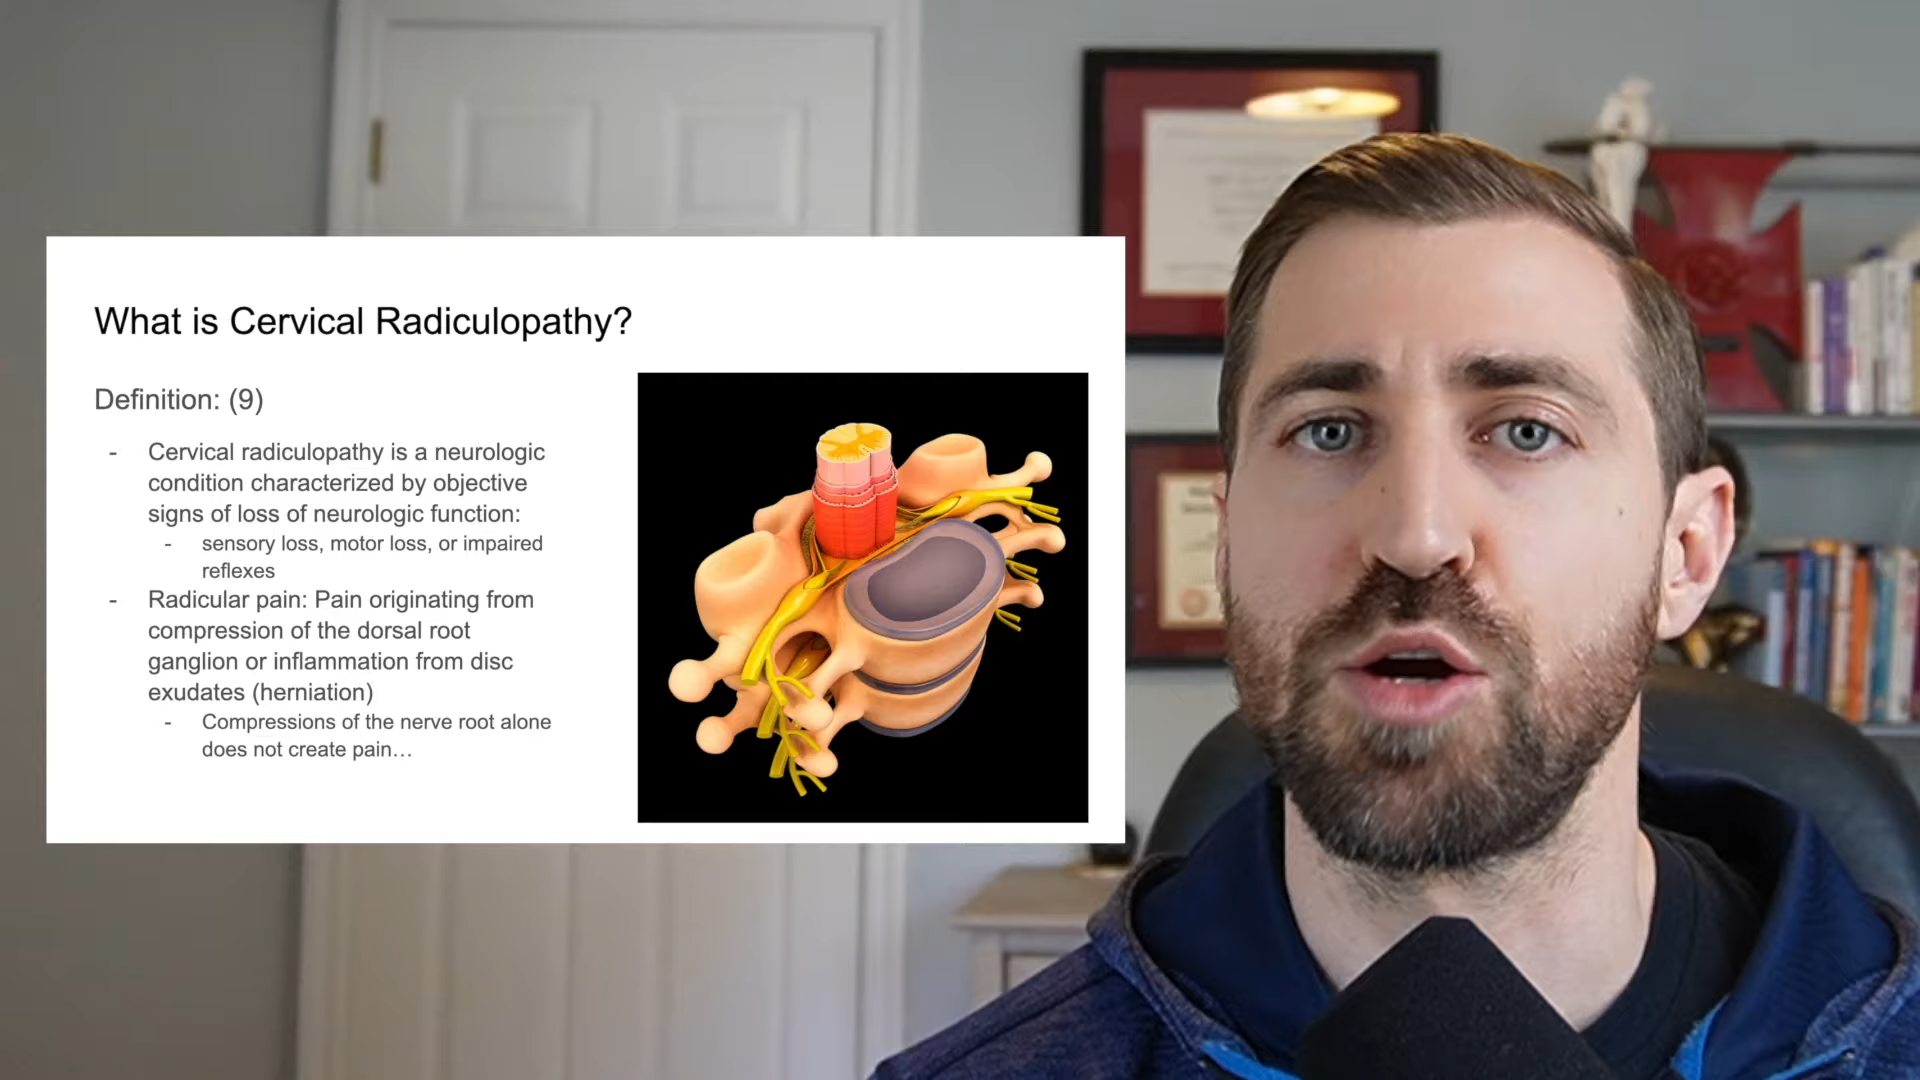 What is Cervical Radiculopathy?
Definition: (9)
- Cervical radiculopathy is a neurologic
condition characterized by objective
signs of loss of neurologic function:
- sensory loss, motor loss, or impaired
reflexes
- Radicular pain: Pain originating from
compression of the dorsal root
ganglion or inflammation from disc
exudates (herniation)
- Compressions of the nerve root alone
does not create pain…